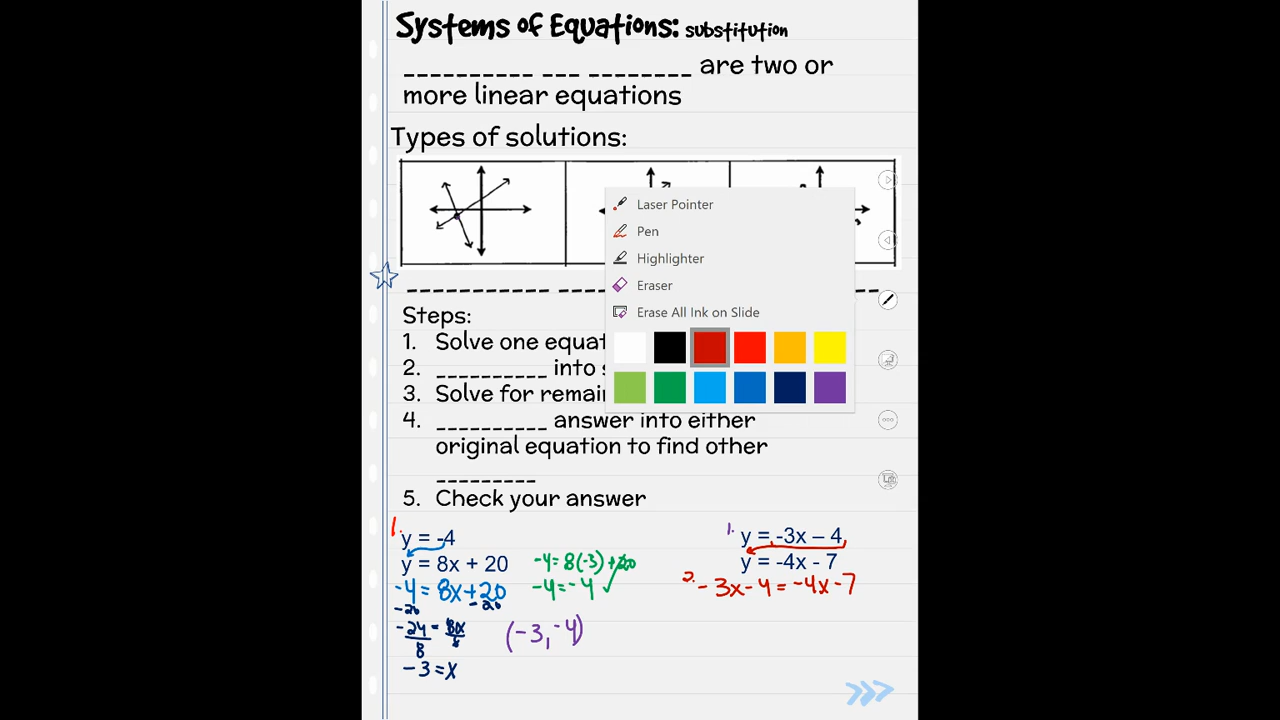 Systems of Equations: substitution
_________ ___ ________ are two or
more linear equations
Types of solutions:
Laser Pointer
Pen
Highlighter
Eraser
Erase All Ink on Slide
Steps:
1. Solve one equat
2. _________ into s
3. Solve for remain
4. _________ answer into either
original equation to find other
________
5. Check your answer
1. y = -4
y = 8x + 20
-4 = 8x+20
-20 -20
-24 = 8x
8 8
-3 = x
-4 = 8(-3) + 20
-4 = -4 ✓
(-3, -4)
1. y = -3x – 4
y = -4x - 7
2. -3x-4 = -4x-7